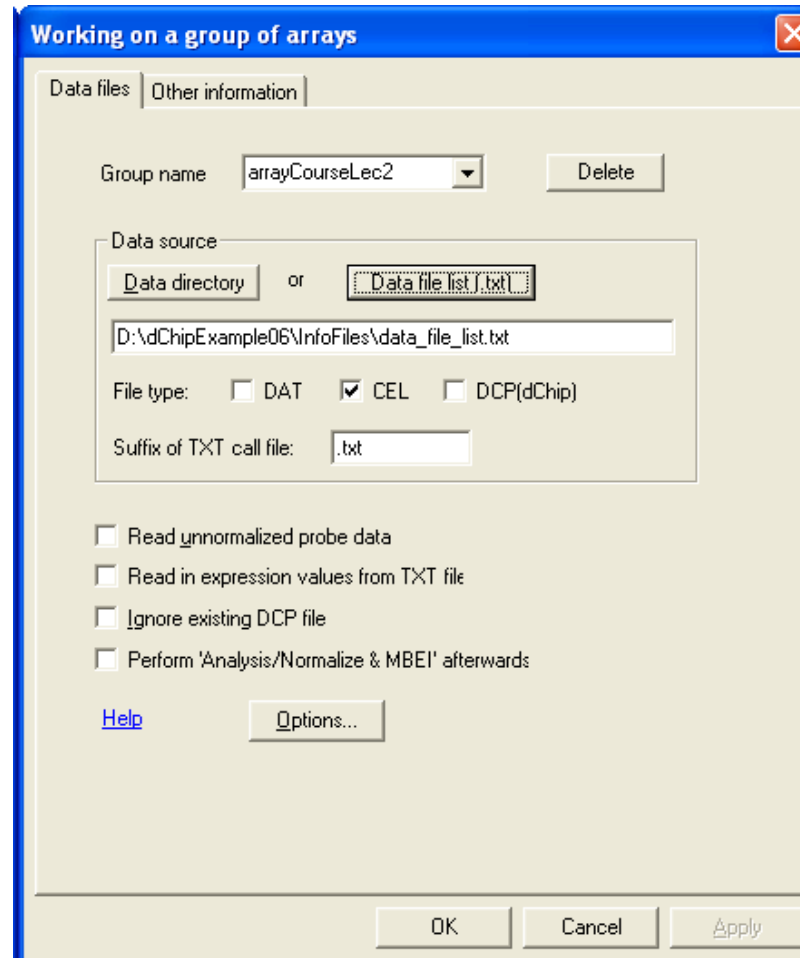 Working on a group of arrays
Data files Other information
Group name arrayCourseLec2 Delete
Data source
Data directory or Data file list (.txt)
D:\dChipExample06\InfoFiles\data_file_list.txt
File type: DAT CEL DCP(dChip)
Suffix of TXT call file: .txt
Read unnormalized probe data
Read in expression values from TXT file
Ignore existing DCP file
Perform 'Analysis/Normalize & MBEI' afterwards
Help Options...
OK Cancel Apply